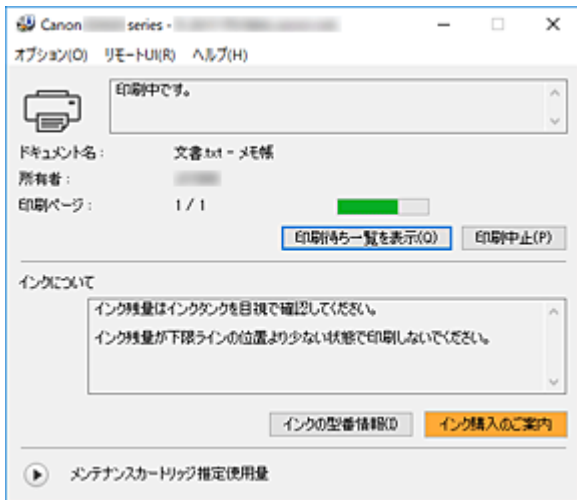 Canon series -
オプション(O) リモートUI(R) ヘルプ(H)
印刷中です。
ドキュメント名 : 文書.txt - メモ帳
所有者 :
印刷ページ : 1 / 1
印刷待ち一覧を表示(Q) 印刷中止(P)
インクについて
インク残量はインクタンクを目視で確認してください。
インク残量が下限ラインの位置より少ない状態で印刷しないでください。
インクの型番情報(I) インク購入のご案内
メンテナンスカートリッジ指定使用量